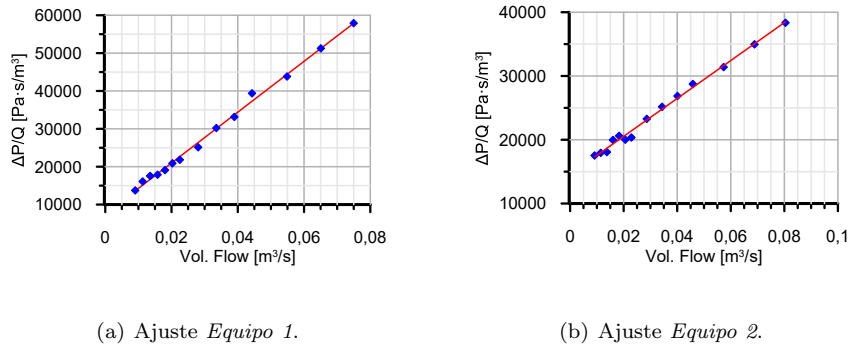 60000
50000
40000
30000
20000
10000
ΔP/Q [Pa·s/m³]
0 0,02 0,04 0,06 0,08
Vol. Flow [m³/s]
(a) Ajuste Equipo 1.
40000
30000
20000
10000
ΔP/Q [Pa·s/m³]
0 0,02 0,04 0,06 0,08 0,1
Vol. Flow [m³/s]
(b) Ajuste Equipo 2.